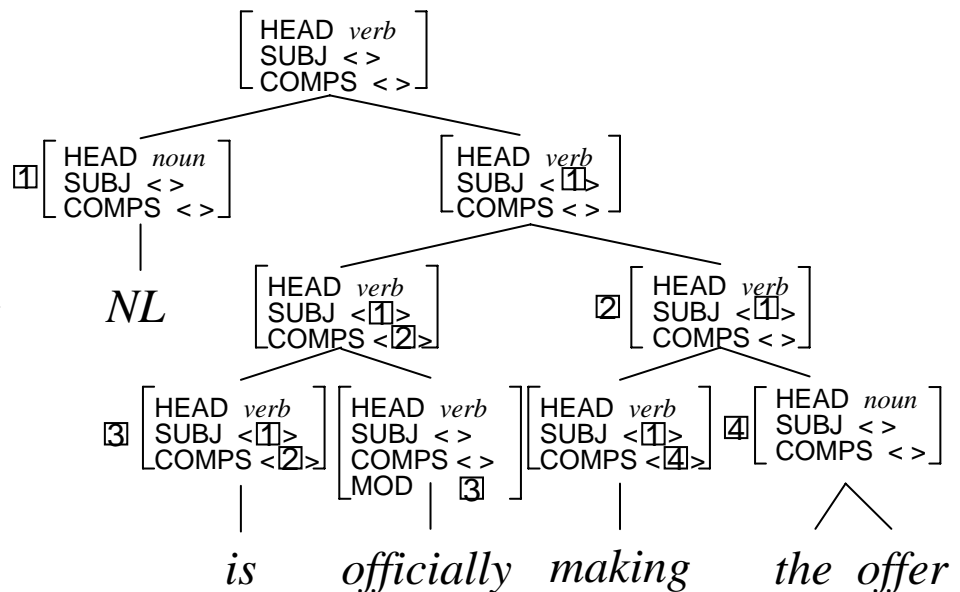 HEAD verb
SUBJ < >
COMPS < >
1
HEAD noun
SUBJ < >
COMPS < >
HEAD verb
SUBJ < 1 >
COMPS < >
NL
HEAD verb
SUBJ < 1 >
COMPS < 2 >
2
HEAD verb
SUBJ < 1 >
COMPS < >
3
HEAD verb
SUBJ < 1 >
COMPS < 2 >
HEAD verb
SUBJ < >
COMPS < >
MOD 3
HEAD verb
SUBJ < 1 >
COMPS < 4 >
4
HEAD noun
SUBJ < >
COMPS < >
is officially making the offer